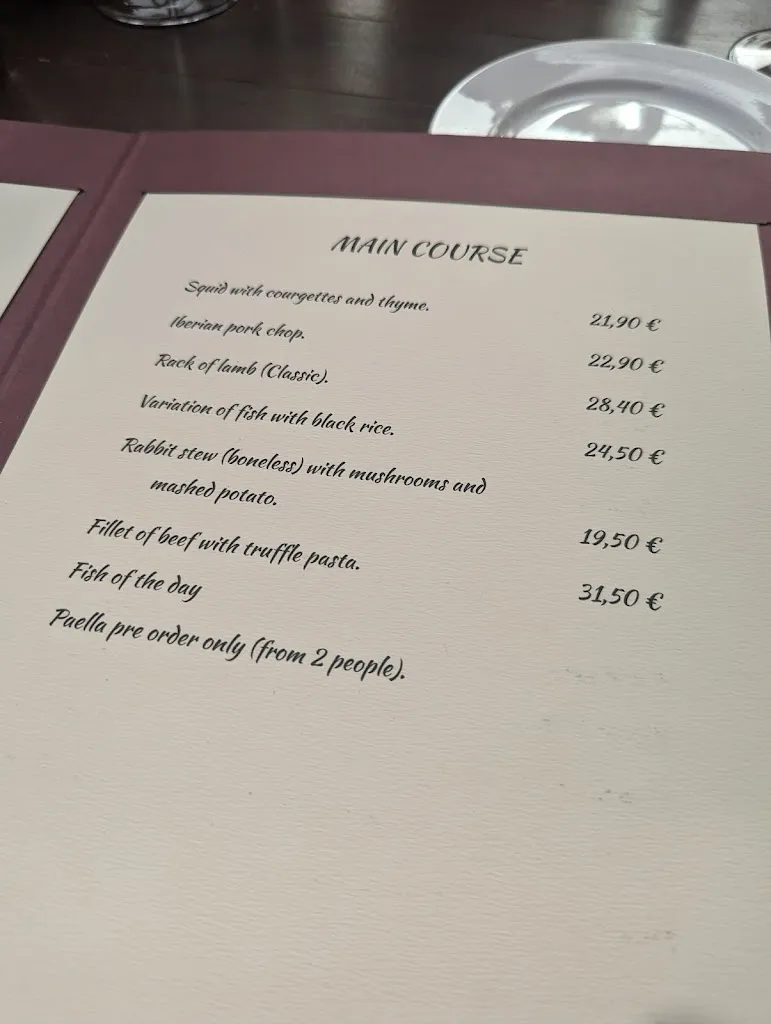 MAIN COURSE
Squid with courgettes and thyme. 21,90 €
Iberian pork chop. 22,90 €
Rack of lamb (Classic). 28,40 €
Variation of fish with black rice. 24,50 €
Rabbit stew (boneless) with mushrooms and
mashed potato. 19,50 €
Fillet of beef with truffle pasta. 31,50 €
Fish of the day
Paella pre order only (from 2 people).